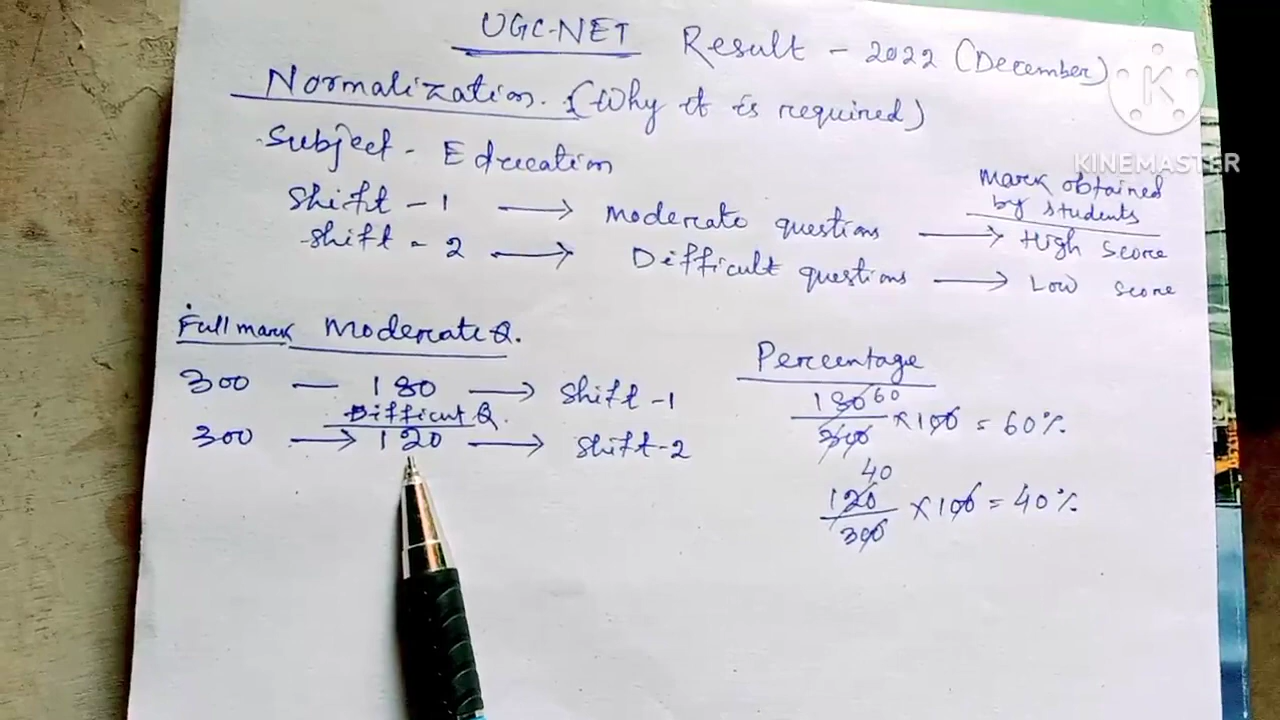 UGC-NET Result - 2022 (December)
Normalization. (Why it is required)
Subject - Education
Mark obtained
by students
Shift - 1 → Moderate questions → High Score
Shift - 2 → Difficult questions → Low score
Full mark Moderate Q.
300 — 180 → Shift -1
Difficult Q.
300 → 120 → Shift-2
Percentage
180/300 60 × 100 = 60%
40
120/300 × 100 = 40%
K
KINEMASTER